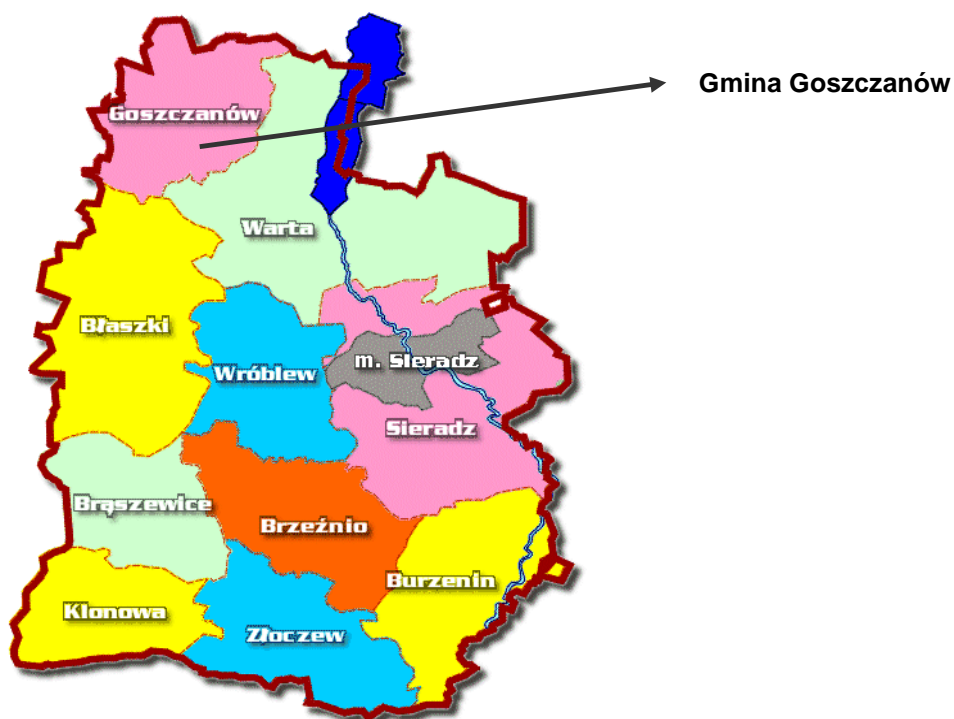 Gmina Goszczanów
Goszczanów
Warta
Błaszki
m. Sieradz
Wróblew
Sieradz
Brąszewice
Brzeźnio
Burzenin
Klonowa
Złoczew